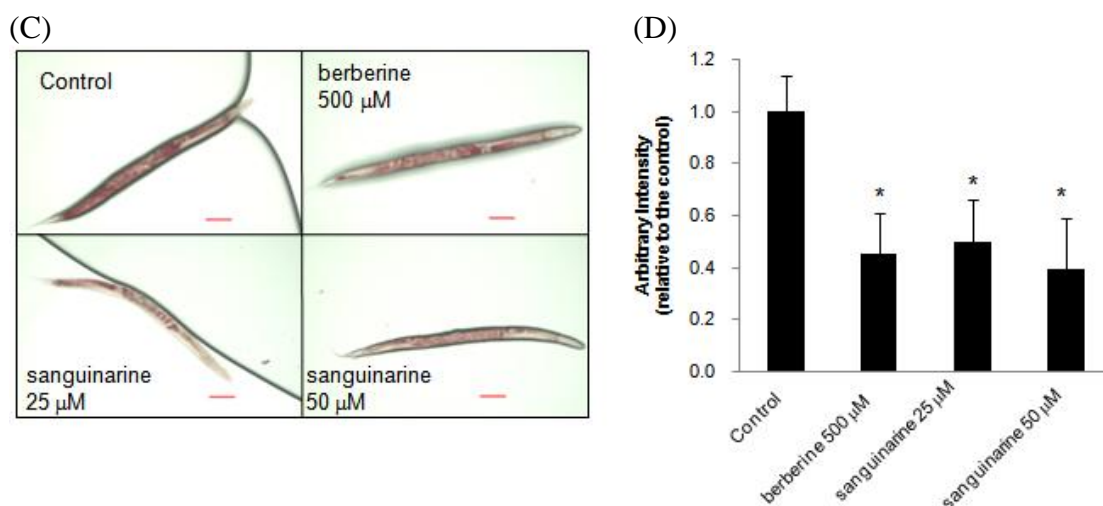 (C)
Control
berberine
500 μM
sanguinarine
25 μM
sanguinarine
50 μM
(D)
Arbitrary Intensity
(relative to the control)
1.2
1.0
0.8
0.6
0.4
0.2
0.0
*
*
*
Control
berberine 500 μM
sanguinarine 25 μM
sanguinarine 50 μM